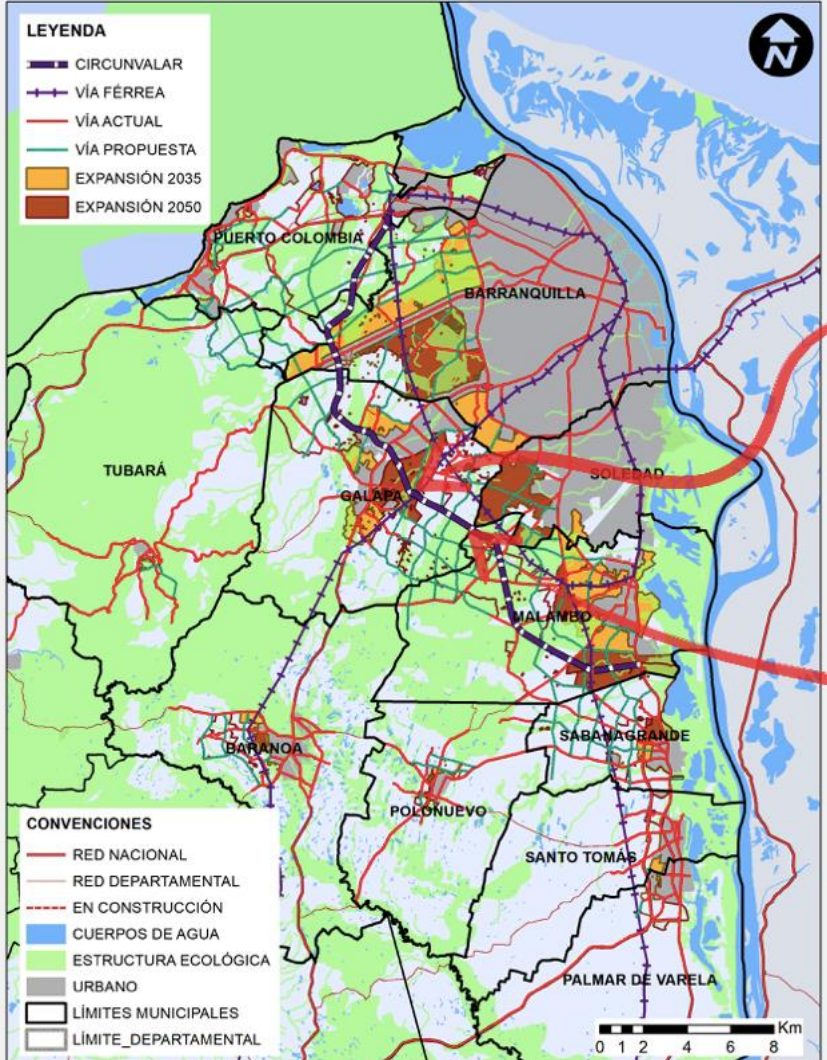 LEYENDA
CIRCUNVALAR
VÍA FÉRREA
VÍA ACTUAL
VÍA PROPUESTA
EXPANSIÓN 2035
EXPANSIÓN 2050
N
PUERTO COLOMBIA
BARRANQUILLA
TUBARÁ
SOLEDAD
GALAPA
MALAMBO
SABANAGRANDE
BARANOA
POLONUEVO
SANTO TOMÁS
PALMAR DE VARELA
CONVENCIONES
RED NACIONAL
RED DEPARTAMENTAL
EN CONSTRUCCIÓN
CUERPOS DE AGUA
ESTRUCTURA ECOLÓGICA
URBANO
LÍMITES MUNICIPALES
LÍMITE_DEPARTAMENTAL
Km
0 1 2 4 6 8